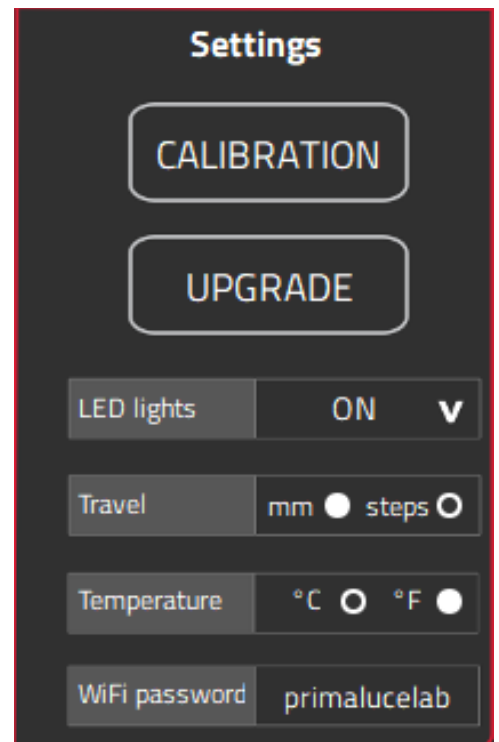 Settings
CALIBRATION
UPGRADE
LED lights ON v
Travel mm steps
Temperature °C °F
WiFi password primalucelab